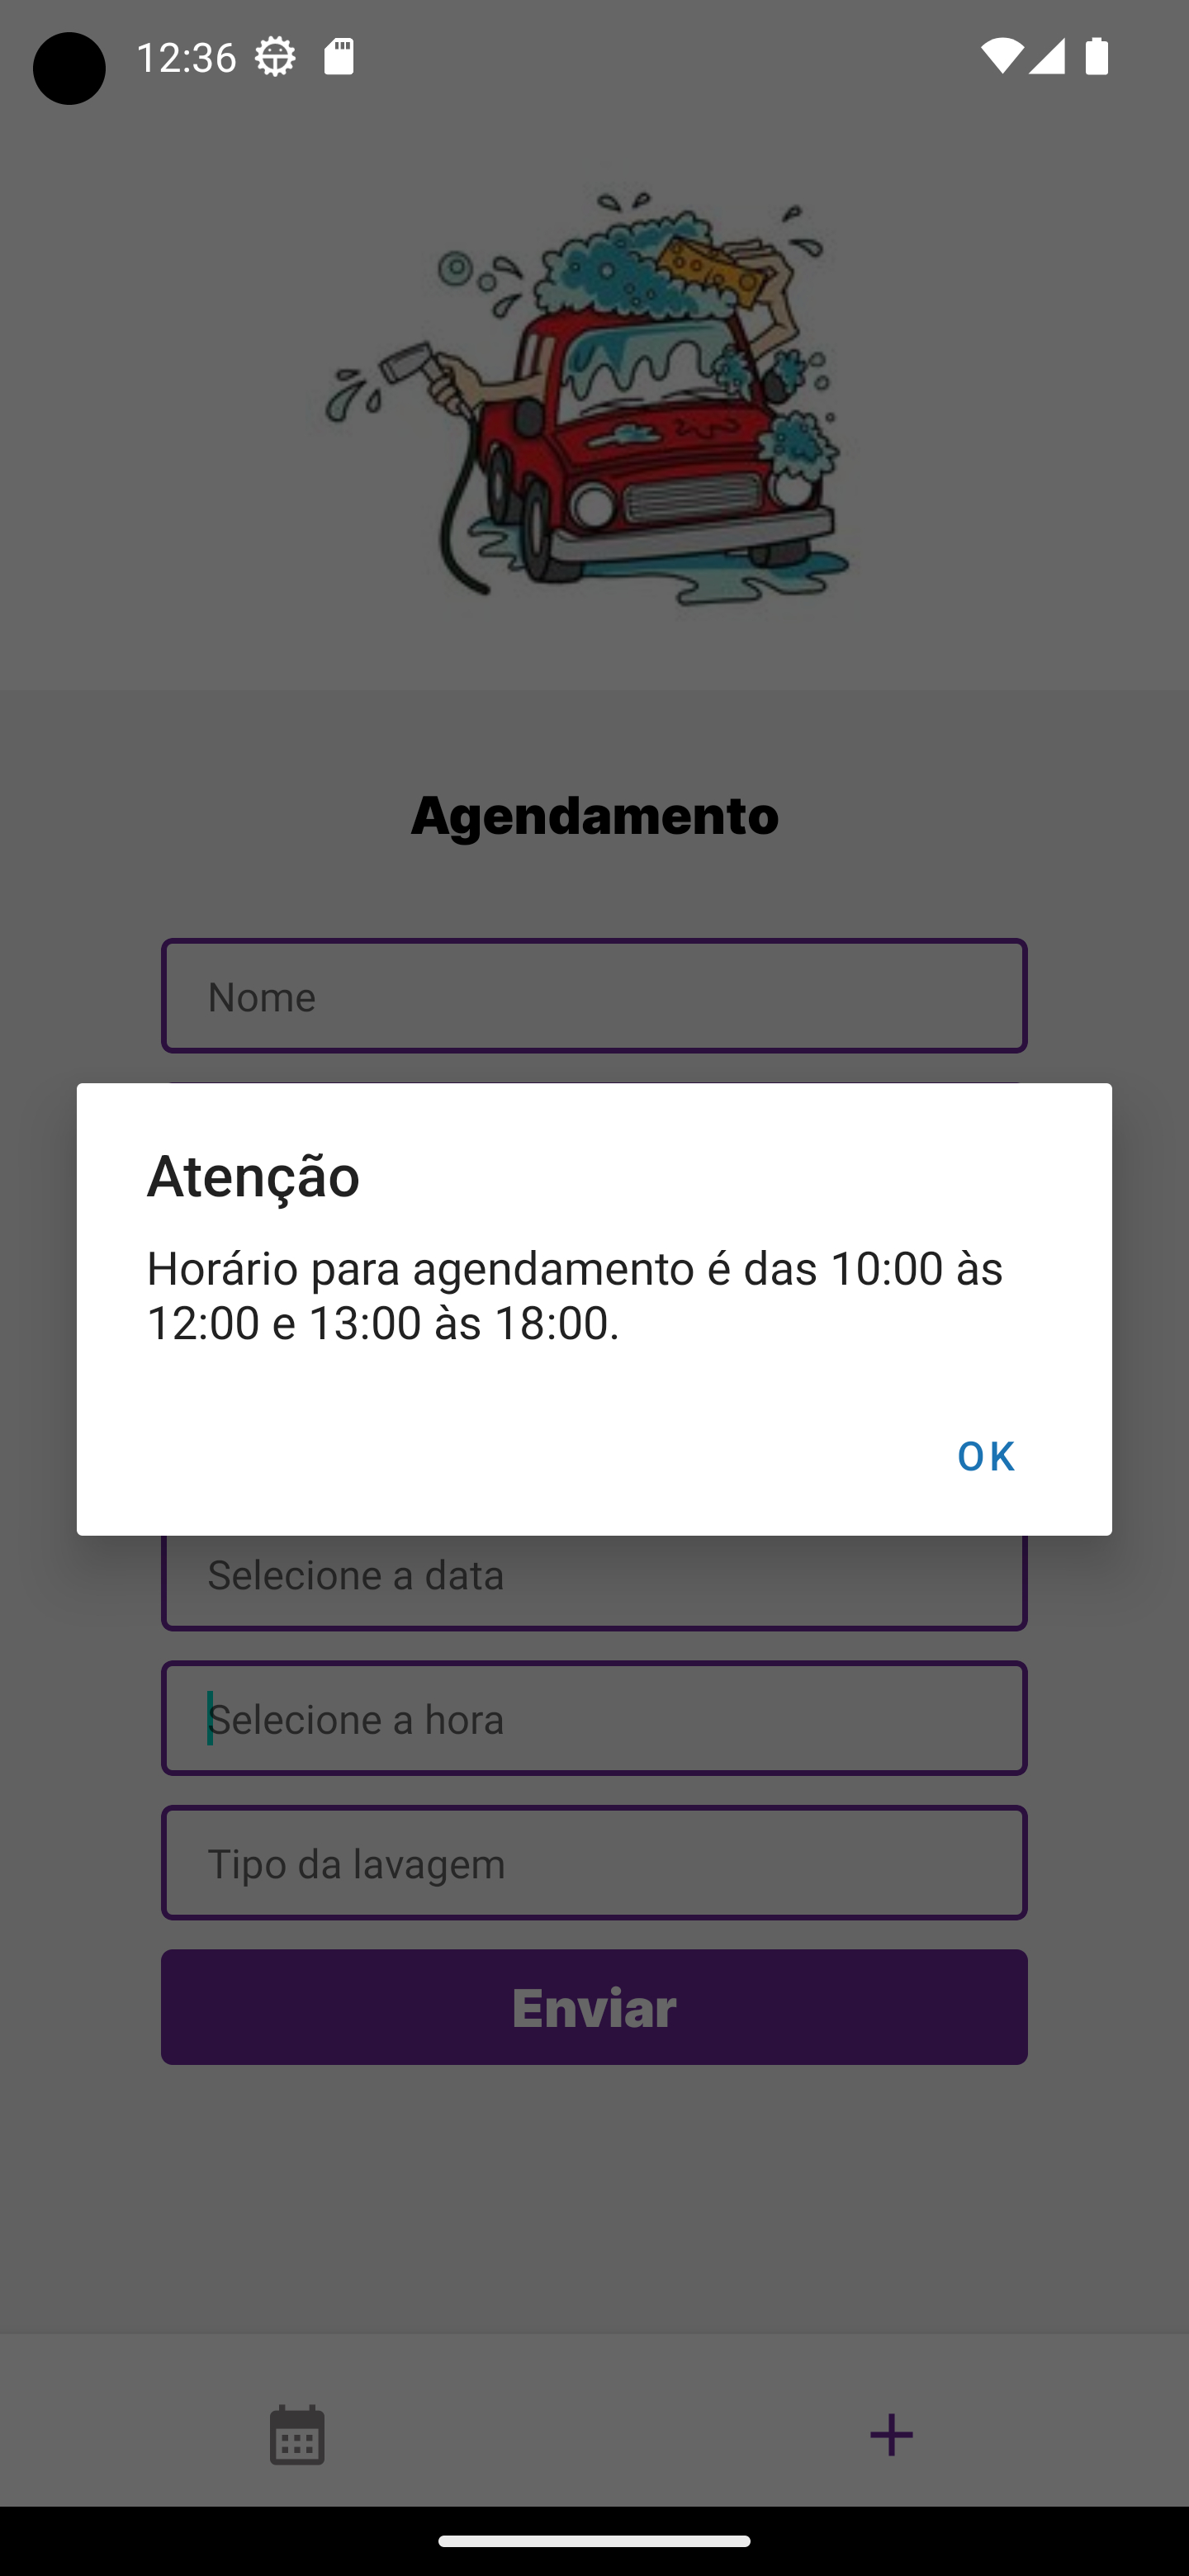 12:36
Agendamento
Nome
Atenção
Horário para agendamento é das 10:00 às
12:00 e 13:00 às 18:00.
OK
Selecione a data
Selecione a hora
Tipo da lavagem
Enviar